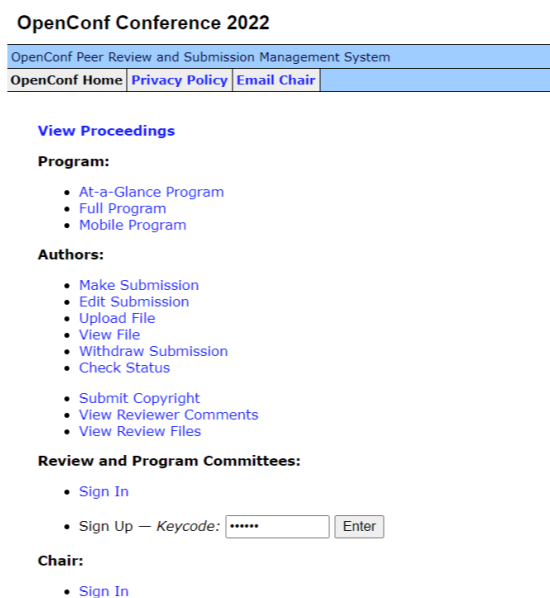 OpenConf Conference 2022
OpenConf Peer Review and Submission Management System
OpenConf Home Privacy Policy Email Chair
View Proceedings
Program:
At-a-Glance Program
Full Program
Mobile Program
Authors:
Make Submission
Edit Submission
Upload File
View File
Withdraw Submission
Check Status
Submit Copyright
View Reviewer Comments
View Review Files
Review and Program Committees:
Sign In
Sign Up — Keycode: •••••• Enter
Chair:
Sign In